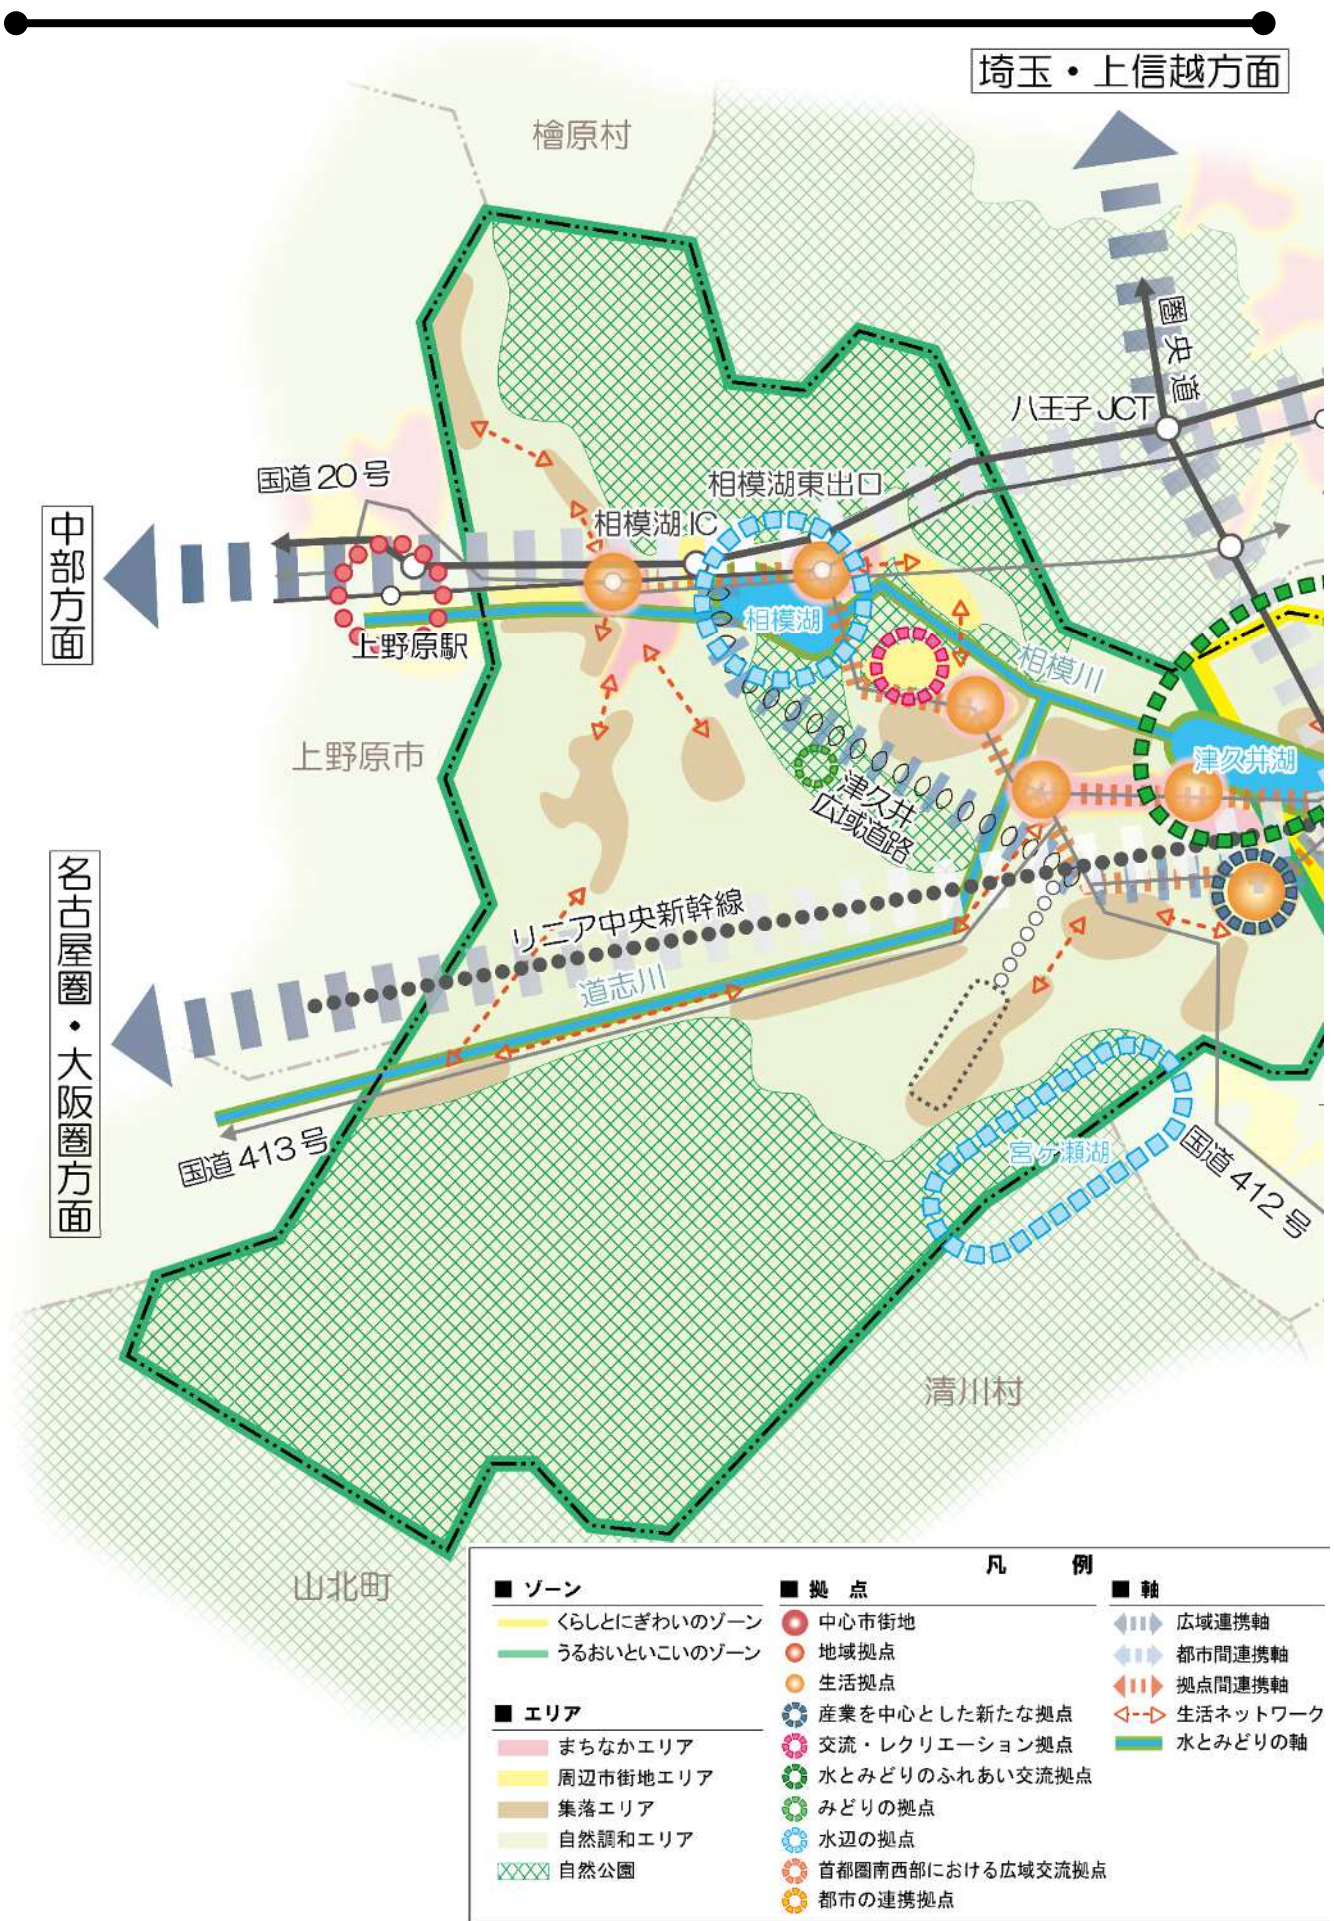 埼玉・上信越方面
檜原村
圏央道
八王子JCT
国道20号
相模湖東出口
相模湖IC
中部方面
上野原駅
相模湖
相模川
上野原市
津久井湖
津久井
広域道路
名古屋圏・大阪圏方面
リニア中央新幹線
道志川
国道413号
宮ヶ瀬湖
国道412号
清川村
山北町
凡例
■ ゾーン
くらしとにぎわいのゾーン
うるおいといこいのゾーン
■ エリア
まちなかエリア
周辺市街地エリア
集落エリア
自然調和エリア
自然公園
■ 拠点
中心市街地
地域拠点
生活拠点
産業を中心とした新たな拠点
交流・レクリエーション拠点
水とみどりのふれあい交流拠点
みどりの拠点
水辺の拠点
首都圏南西部における広域交流拠点
都市の連携拠点
■ 軸
広域連携軸
都市間連携軸
拠点間連携軸
生活ネットワーク
水とみどりの軸